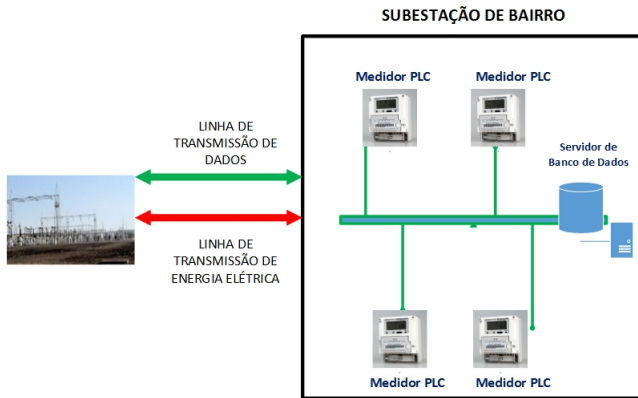 SUBESTAÇÃO DE BAIRRO
Medidor PLC
Medidor PLC
LINHA DE
TRANSMISSÃO DE
DADOS
Servidor de
Banco de Dados
LINHA DE
TRANSMISSÃO DE
ENERGIA ELÉTRICA
Medidor PLC
Medidor PLC